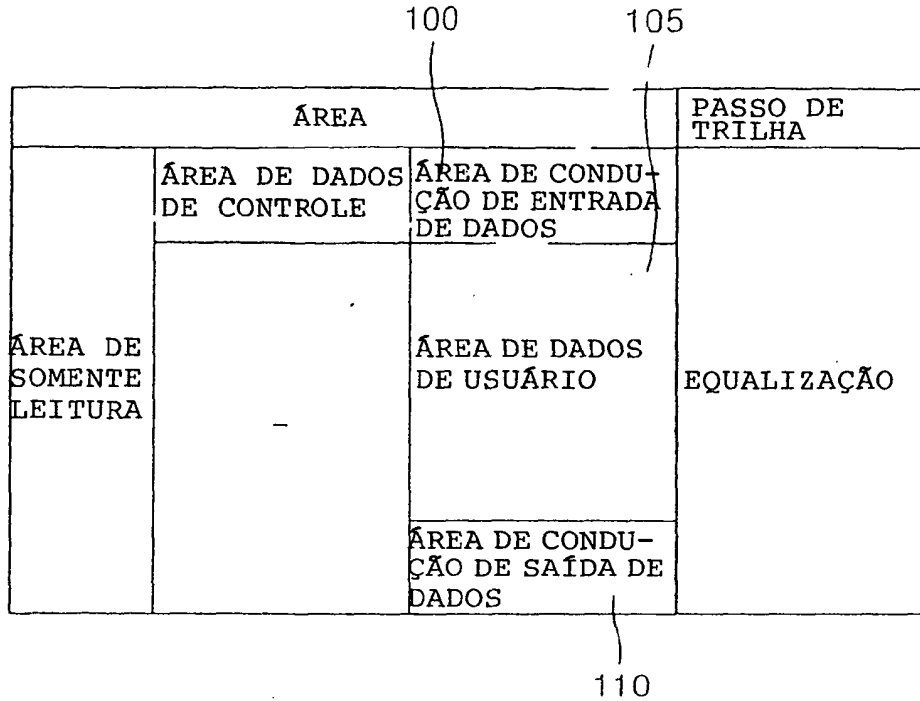 100
105
ÁREA
PASSO DE
TRILHA
ÁREA DE DADOS
DE CONTROLE
ÁREA DE CONDU-
ÇÃO DE ENTRADA
DE DADOS
ÁREA DE
SOMENTE
LEITURA
ÁREA DE DADOS
DE USUÁRIO
EQUALIZAÇÃO
ÁREA DE CONDU-
ÇÃO DE SAÍDA DE
DADOS
110